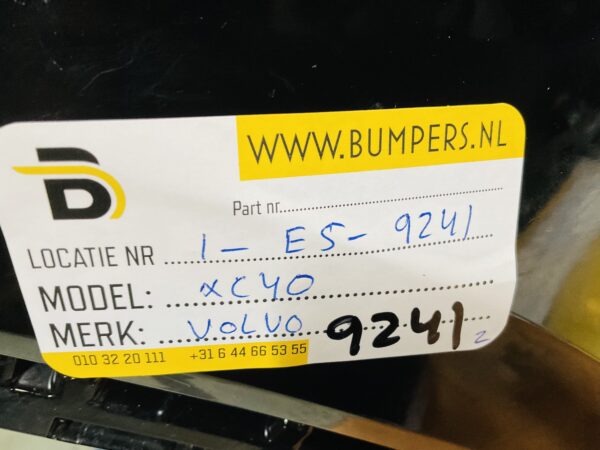 WWW.BUMPERS.NL
B
Part nr
LOCATIE NR 1 - E5 - 9241
MODEL: XC40
MERK: VOLVO 9241 2
010 32 20 111 +31 6 44 66 53 55